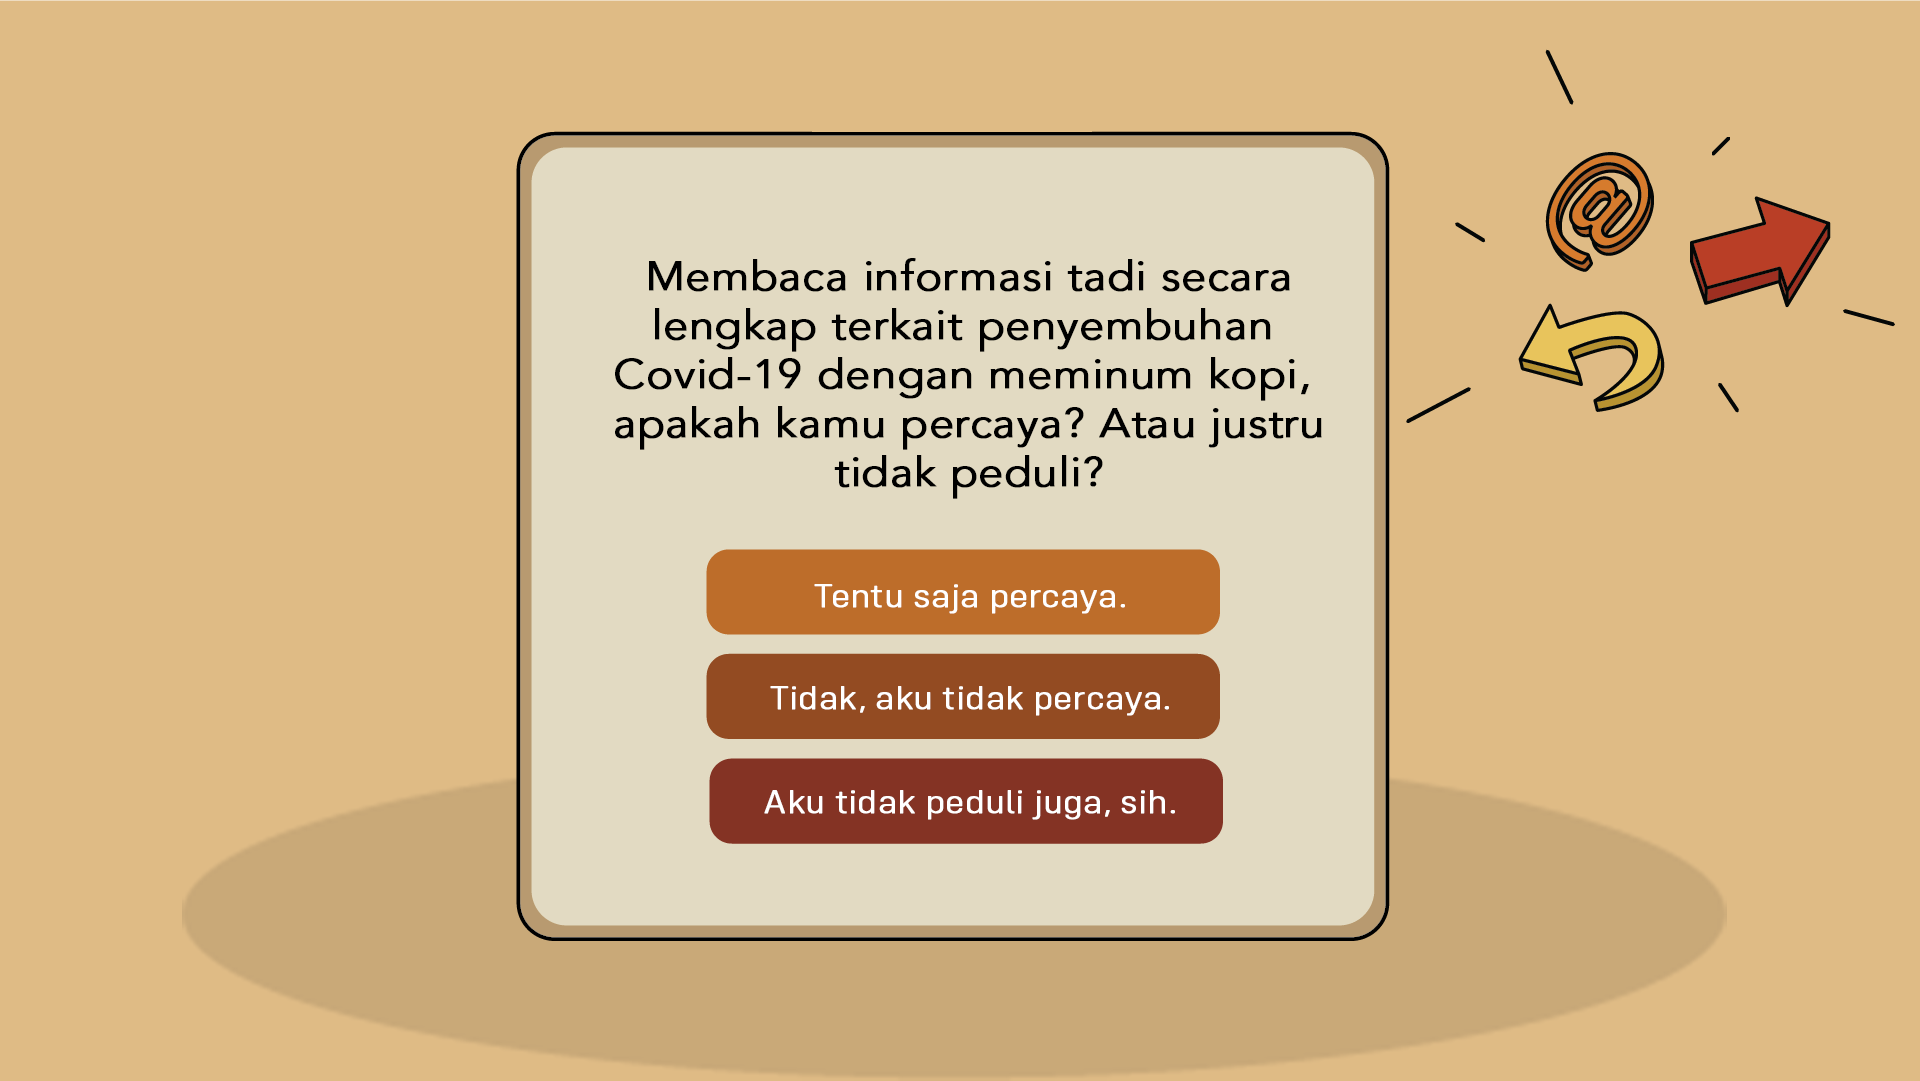 Membaca informasi tadi secara
lengkap terkait penyembuhan
Covid-19 dengan meminum kopi,
apakah kamu percaya? Atau justru
tidak peduli?
Tentu saja percaya.
Tidak, aku tidak percaya.
Aku tidak peduli juga, sih.
@